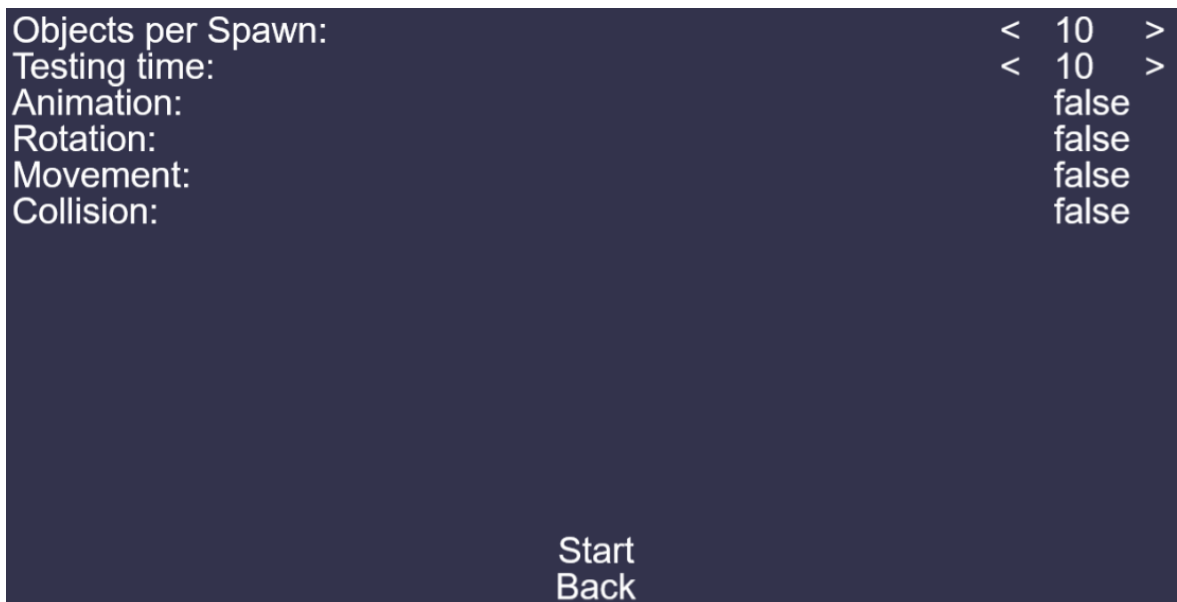 Objects per Spawn: < 10 >
Testing time: < 10 >
Animation: false
Rotation: false
Movement: false
Collision: false
Start
Back